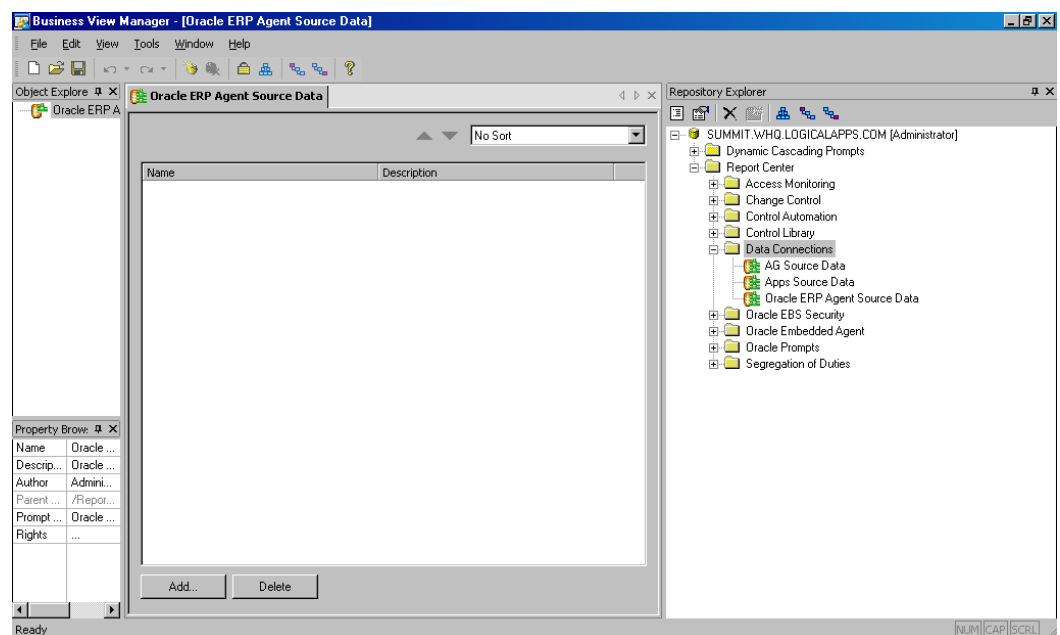 Business View Manager - [Oracle ERP Agent Source Data]
File Edit View Tools Window Help
Object Explore
Oracle ERP A
Oracle ERP Agent Source Data
No Sort
Name Description
Add... Delete
Property Brow:
Name Oracle ...
Descrip... Oracle ...
Author Admini...
Parent ... /Repor...
Prompt ... Oracle ...
Rights ...
Repository Explorer
SUMMIT.WHQ.LOGICALAPPS.COM [Administrator]
Dynamic Cascading Prompts
Report Center
Access Monitoring
Change Control
Control Automation
Control Library
Data Connections
AG Source Data
Apps Source Data
Oracle ERP Agent Source Data
Oracle EBS Security
Oracle Embedded Agent
Oracle Prompts
Segregation of Duties
Ready
NUM CAP SCRL